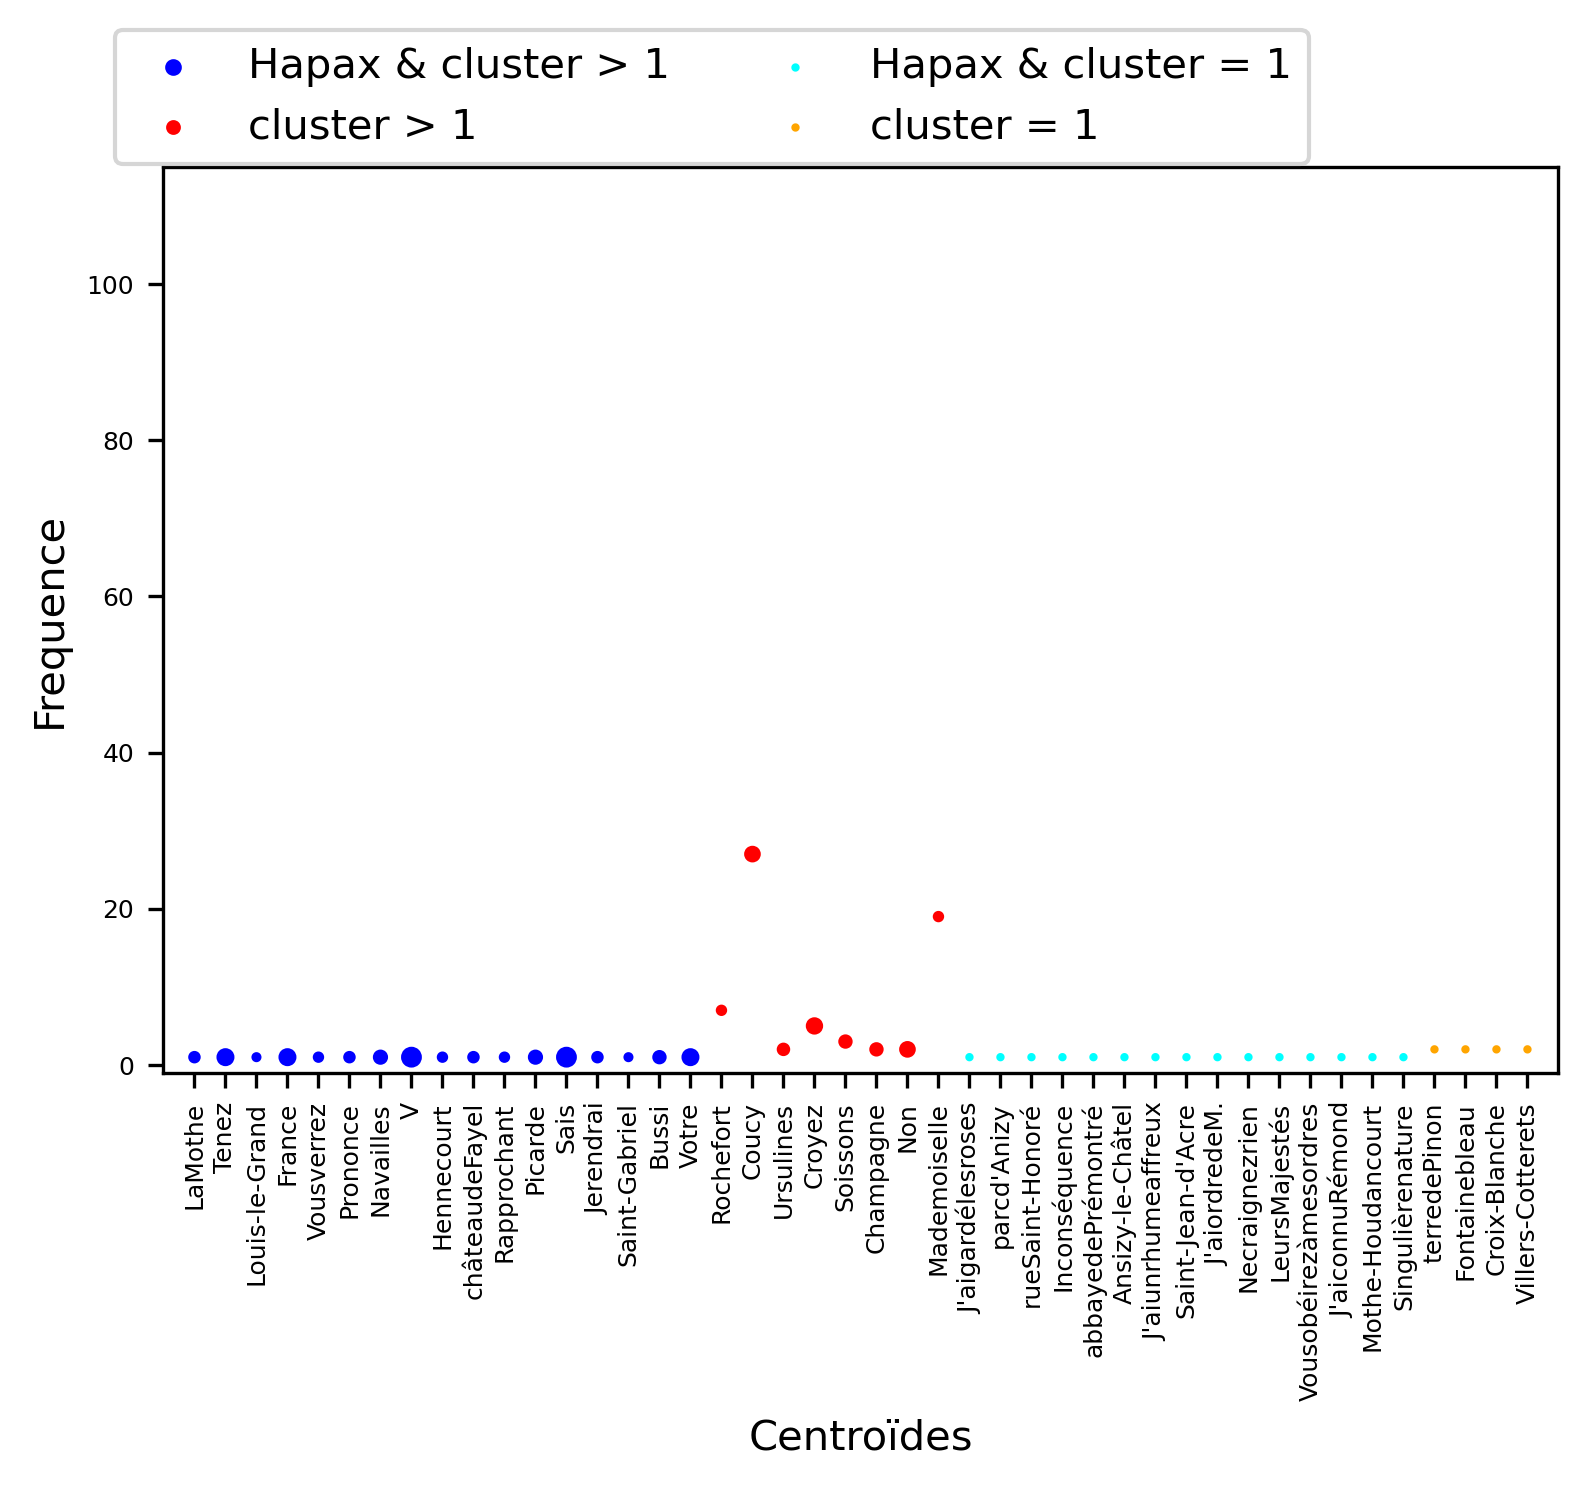 Hapax & cluster > 1
cluster > 1
Hapax & cluster = 1
cluster = 1
Frequence
100
80
60
40
20
0
LaMothe
Tenez
Louis-le-Grand
France
Vousverrez
Prononce
Navailles
V
Hennecourt
châteaudeFayel
Rapprochant
Picarde
Sais
Jerendrai
Saint-Gabriel
Bussi
Votre
Rochefort
Coucy
Ursulines
Croyez
Soissons
Champagne
Non
Mademoiselle
J'aigardélesroses
parcd'Anizy
rueSaint-Honoré
Inconséquence
abbayedePrémontré
Ansizy-le-Châtel
J'aiunrhumeaffreux
Saint-Jean-d'Acre
J'aiordredeM.
Necraignezrien
LeursMajestés
Vousobéirezàmesordres
J'aiconnuRémond
Mothe-Houdancourt
Singulièrenature
terredePinon
Fontainebleau
Croix-Blanche
Villers-Cotterets
Centroïdes